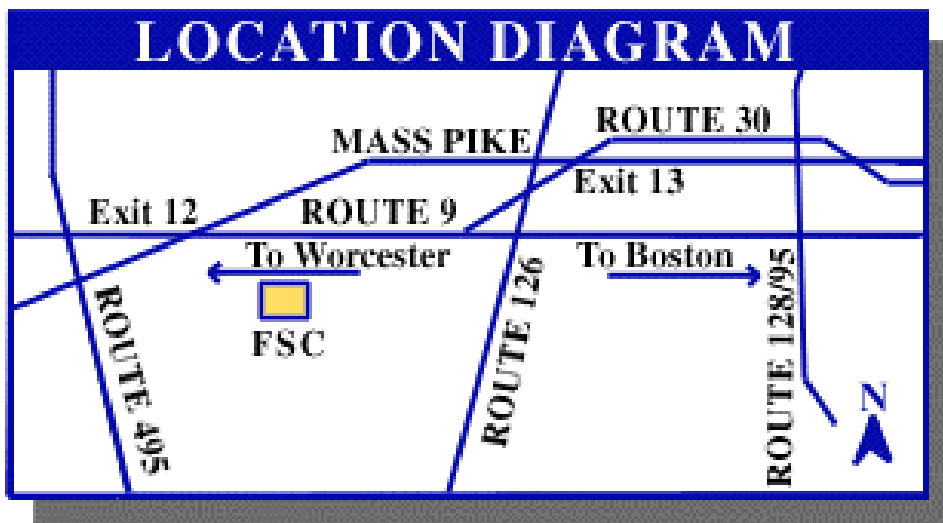 LOCATION DIAGRAM
ROUTE 30
MASS PIKE
Exit 13
Exit 12
ROUTE 9
To Worcester
To Boston
FSC
ROUTE 495
ROUTE 126
ROUTE 128/95
N